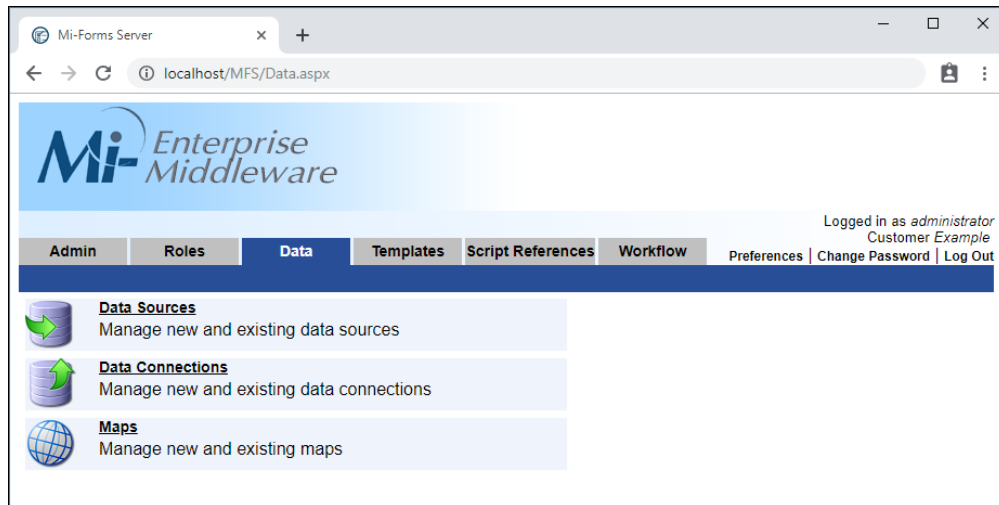 Mi-Forms Server
localhost/MFS/Data.aspx
Mi- Enterprise
Middleware
Logged in as administrator
Customer Example
Preferences | Change Password | Log Out
Admin Roles Data Templates Script References Workflow
Data Sources
Manage new and existing data sources
Data Connections
Manage new and existing data connections
Maps
Manage new and existing maps